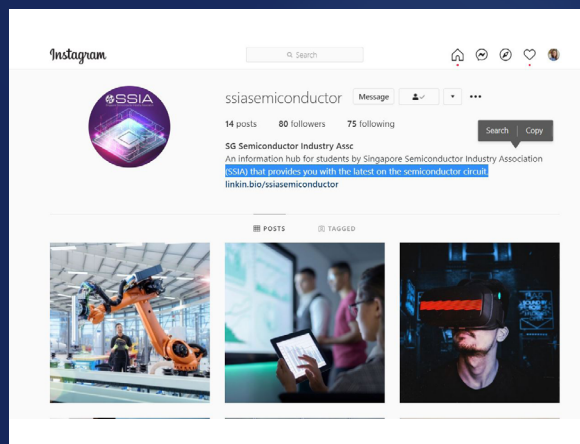 Instagram
Search
SSIA
ssiasemiconductor Message
14 posts 80 followers 75 following
Search Copy
SG Semiconductor Industry Assc
An information hub for students by Singapore Semiconductor Industry Association
(SSIA) that provides you with the latest on the semiconductor circuit.
linkin.bio/ssiasemiconductor
POSTS TAGGED